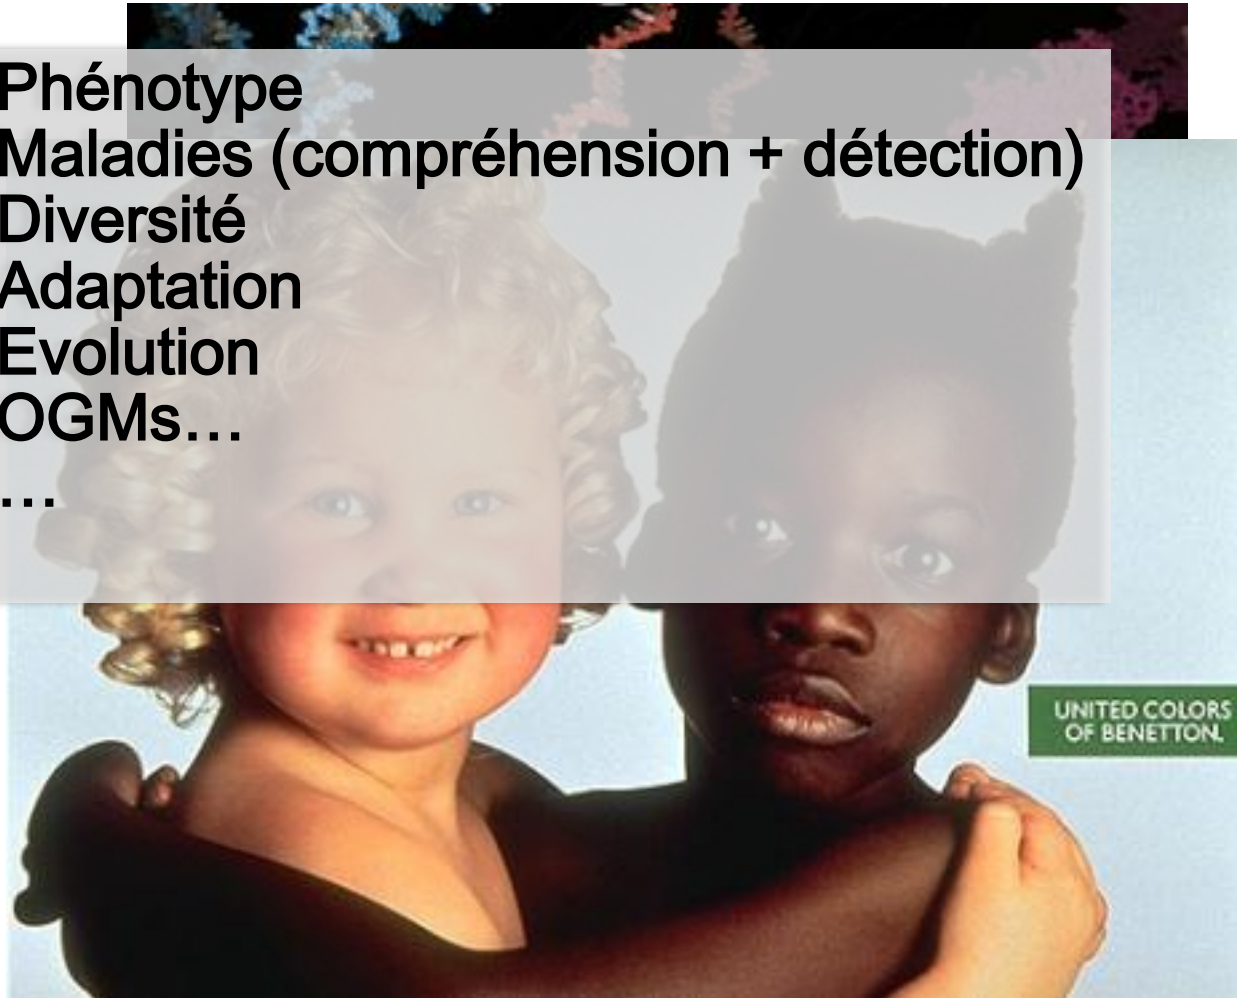 Phénotype
Maladies (compréhension + détection)
Diversité
Adaptation
Evolution
OGMs...
...
UNITED COLORS
OF BENETTON.